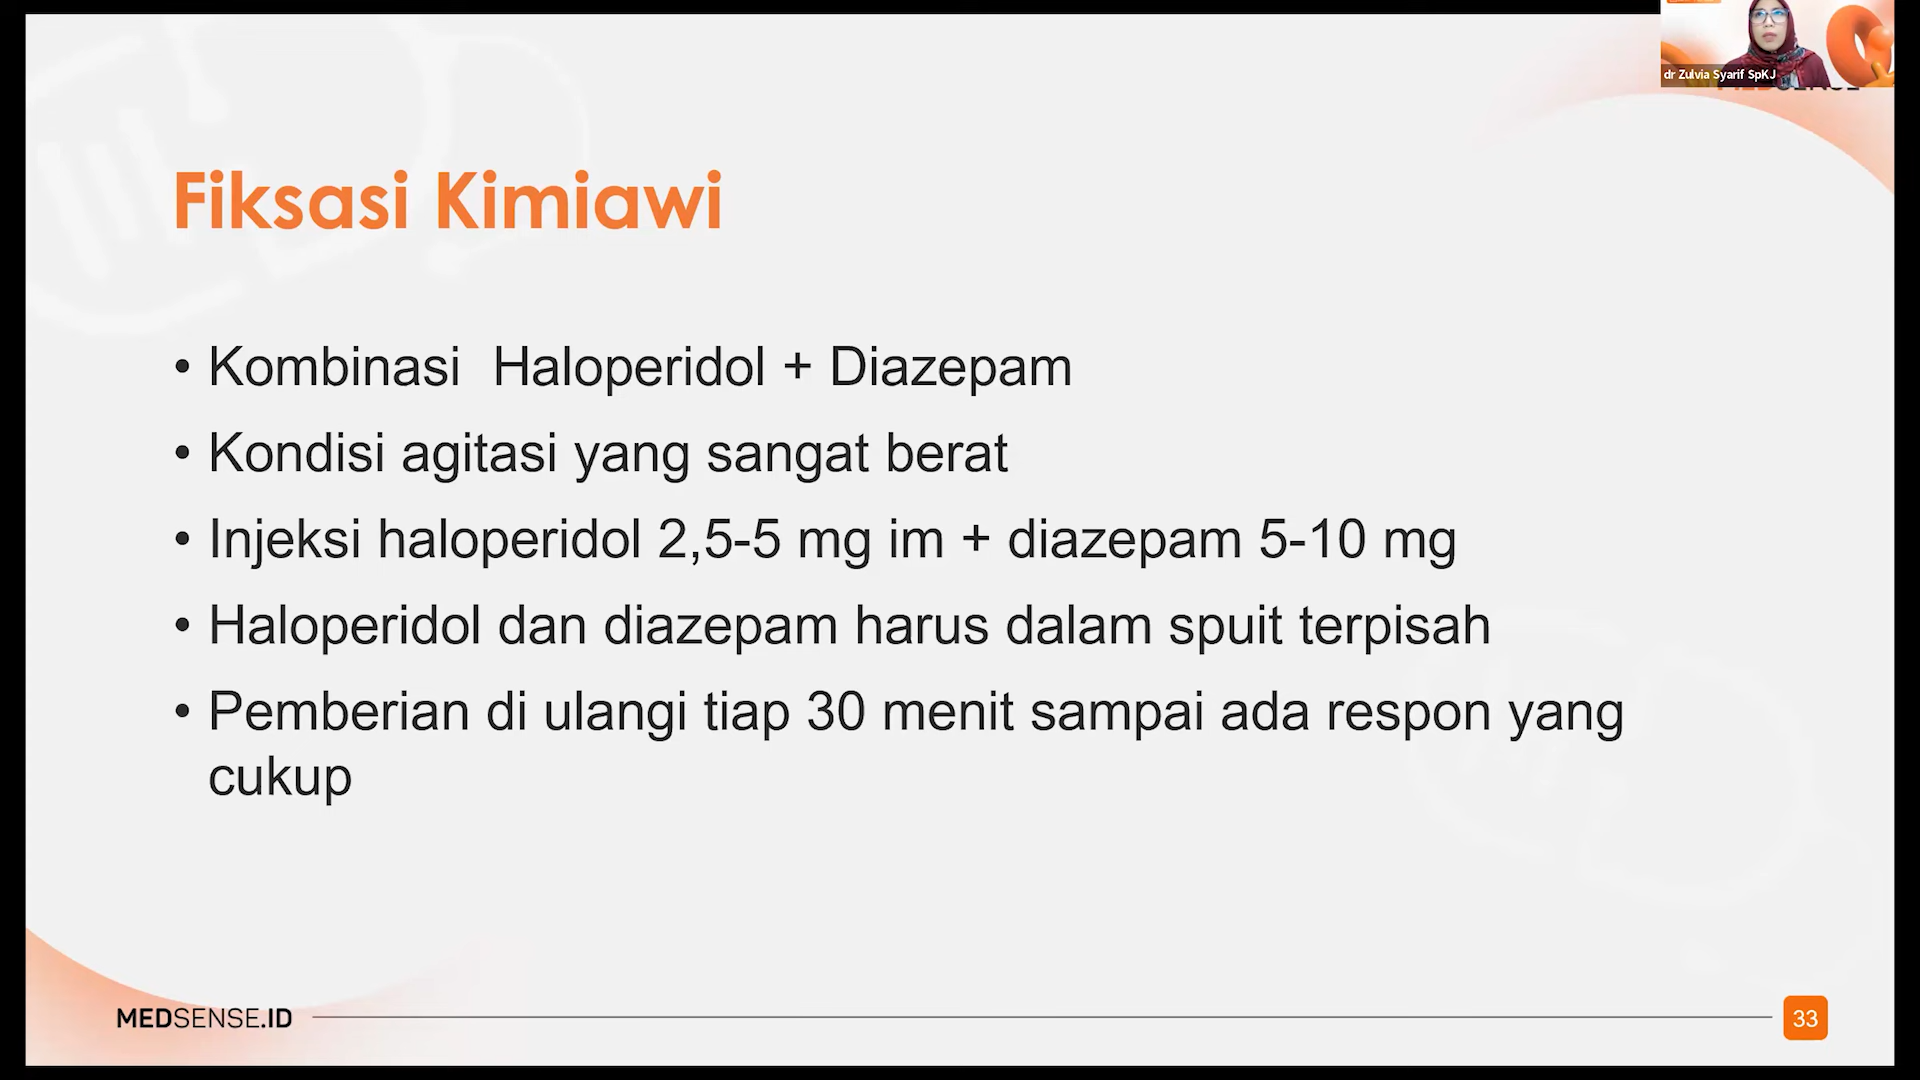 dr Zulvia Syarif SpKJ
Fiksasi Kimiawi
• Kombinasi  Haloperidol + Diazepam
• Kondisi agitasi yang sangat berat
• Injeksi haloperidol 2,5-5 mg im + diazepam 5-10 mg
• Haloperidol dan diazepam harus dalam spuit terpisah
• Pemberian di ulangi tiap 30 menit sampai ada respon yang
cukup
MEDSENSE.ID
33